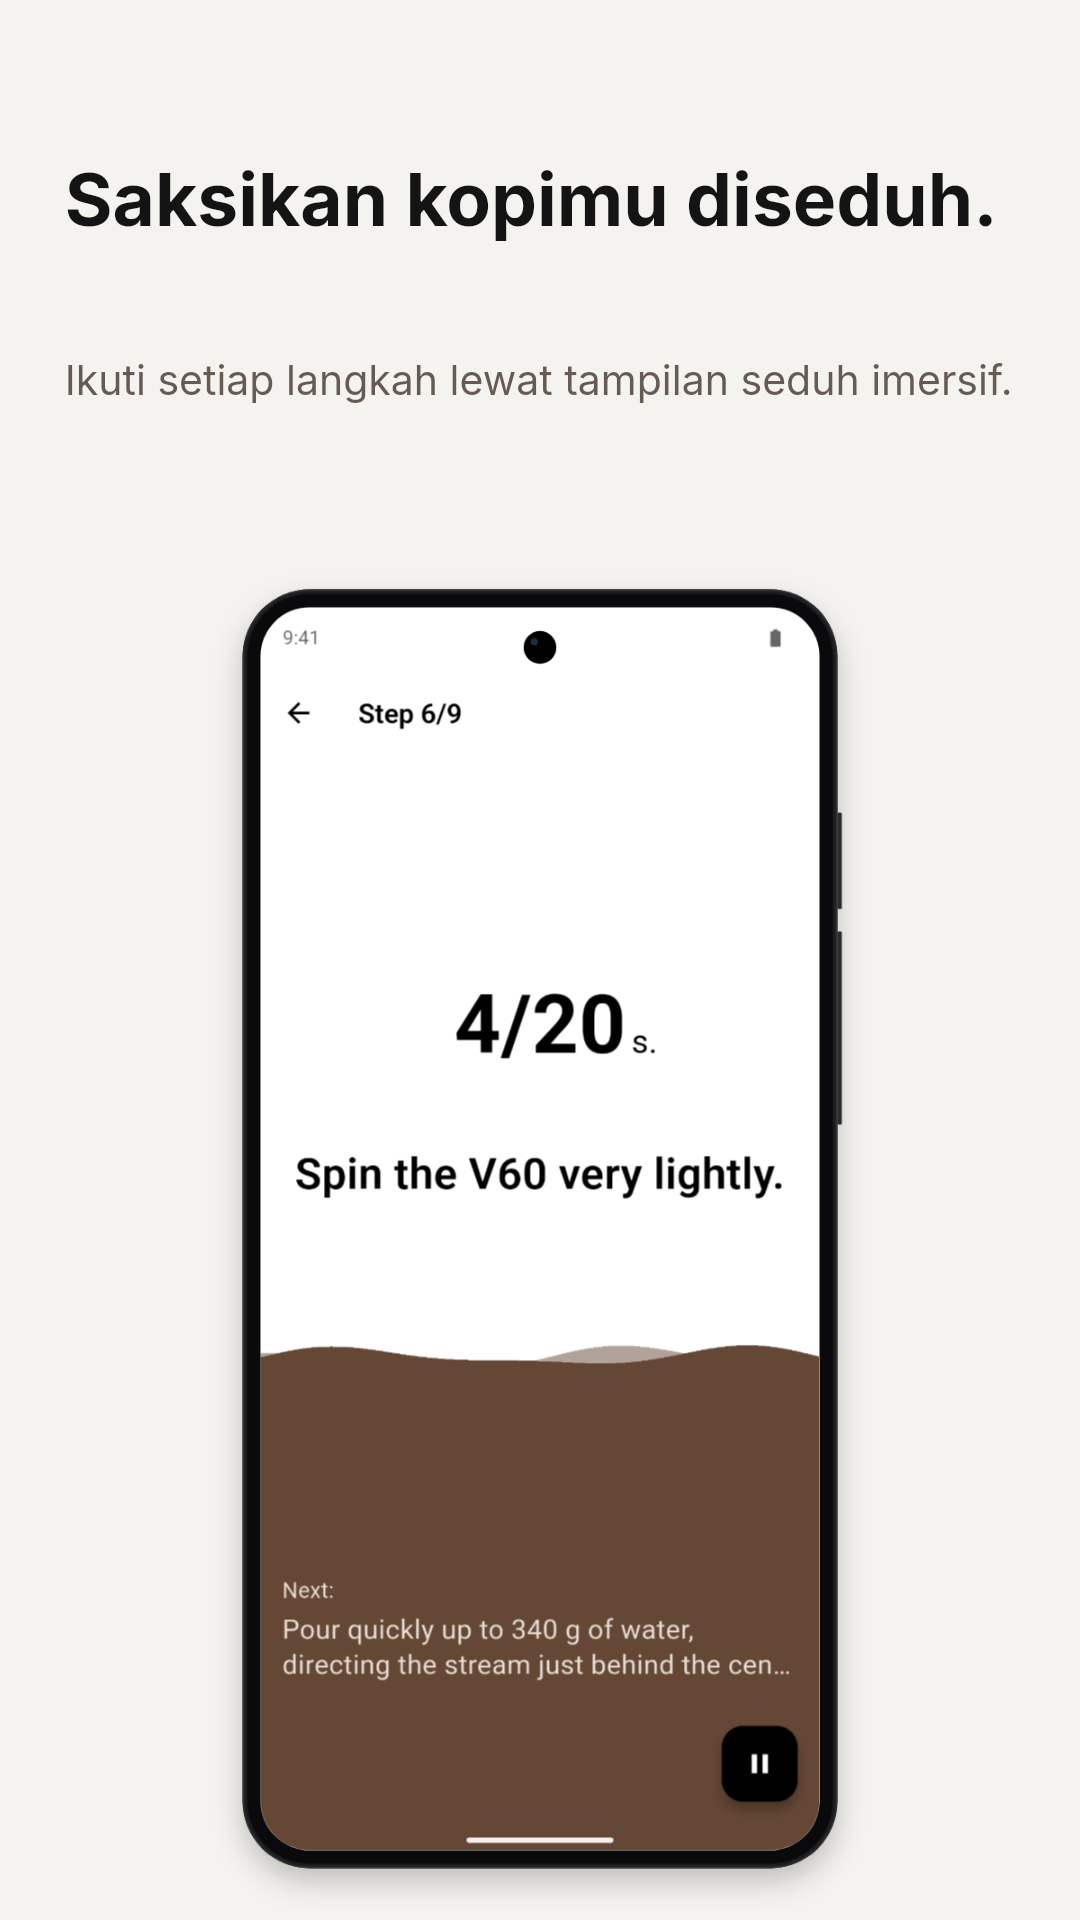 Saksikan kopimu diseduh.
Ikuti setiap langkah lewat tampilan seduh imersif.
9:41
Step 6/9
4/20 s.
Spin the V60 very lightly.
Next:
Pour quickly up to 340 g of water,
directing the stream just behind the cen…